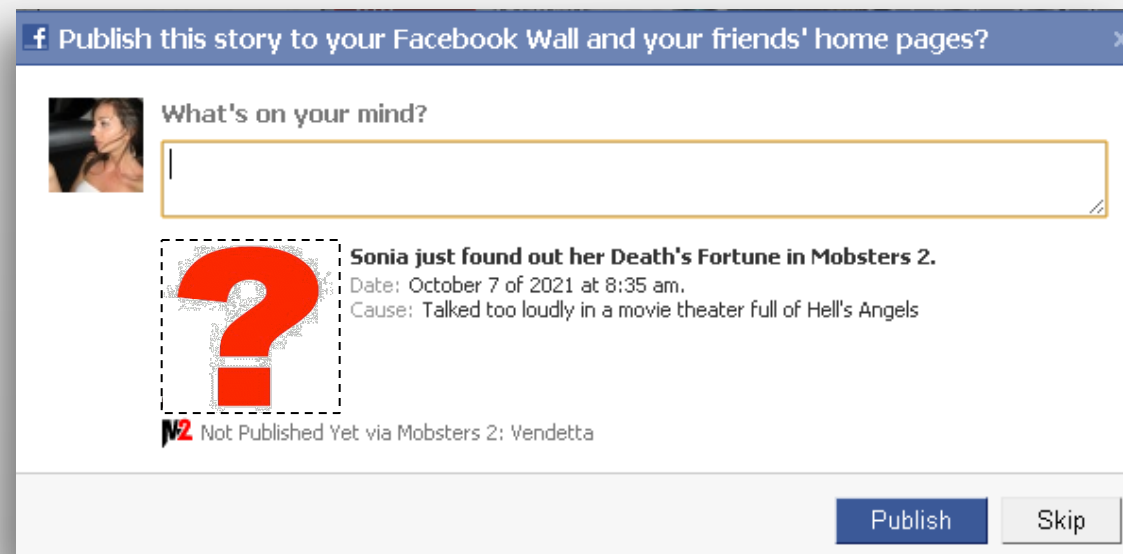 f Publish this story to your Facebook Wall and your friends' home pages?
What's on your mind?
?
Sonia just found out her Death's Fortune in Mobsters 2.
Date: October 7 of 2021 at 8:35 am.
Cause: Talked too loudly in a movie theater full of Hell's Angels
M2 Not Published Yet via Mobsters 2: Vendetta
Publish Skip